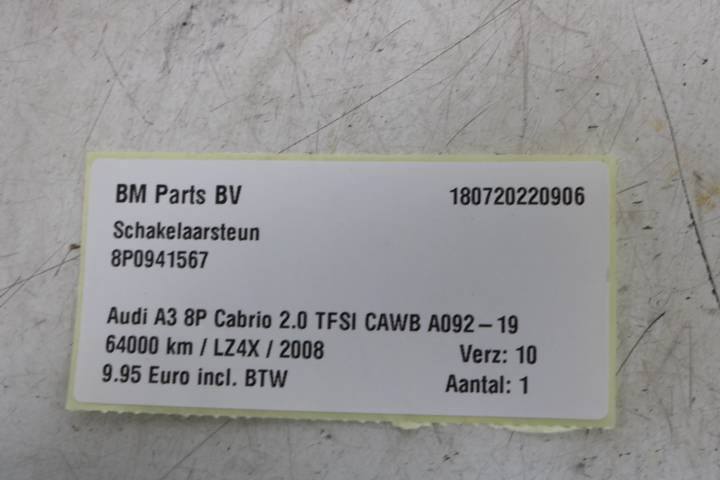 BM Parts BV 180720220906
Schakelaarsteun
8P0941567
Audi A3 8P Cabrio 2.0 TFSI CAWB A092-19
64000 km / LZ4X / 2008 Verz: 10
9.95 Euro incl. BTW Aantal: 1